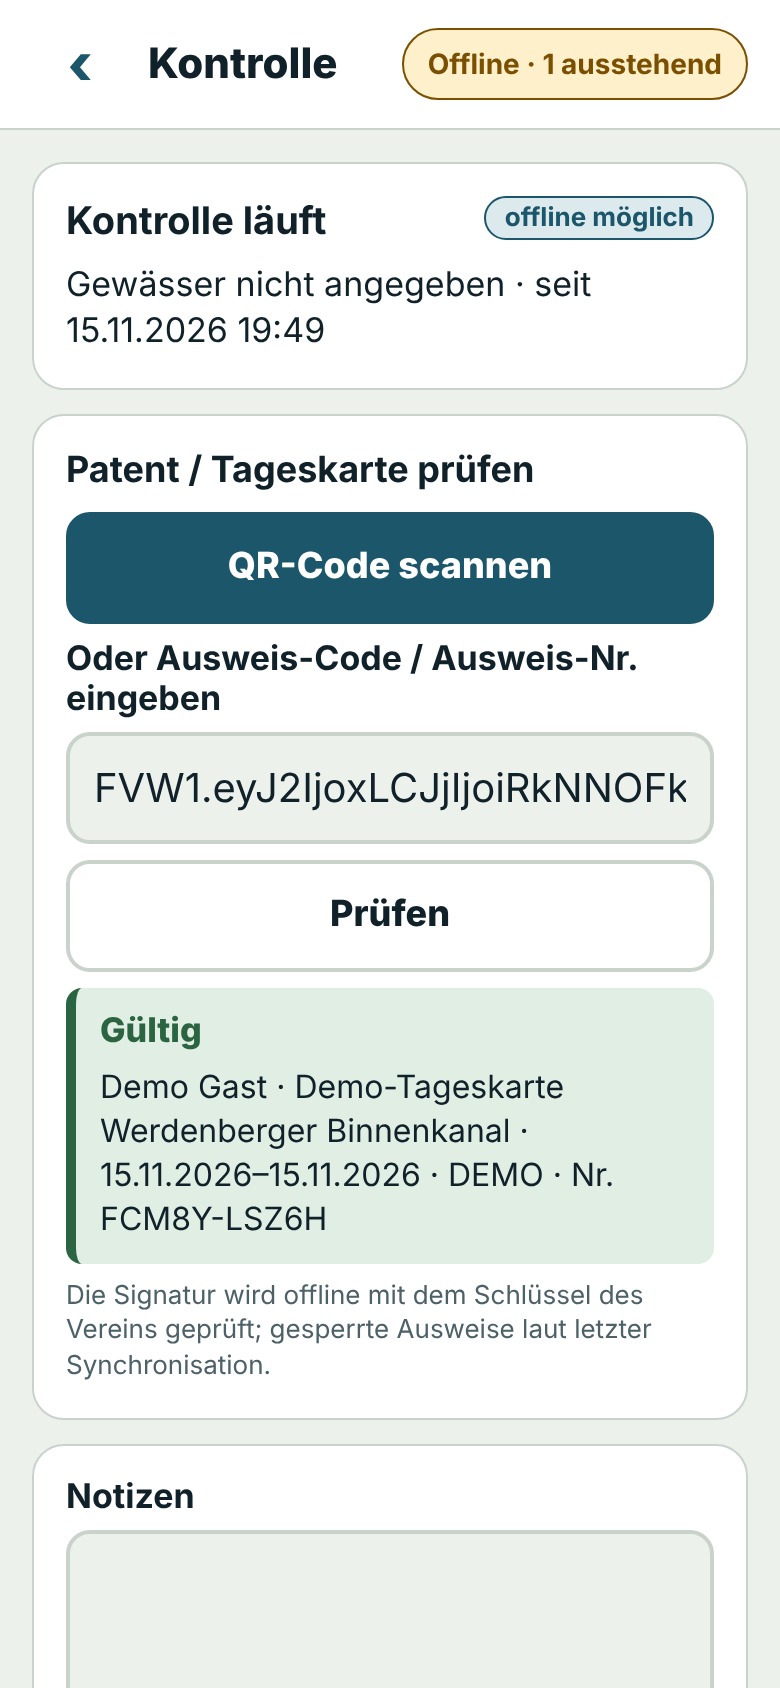 ‹ Kontrolle Offline · 1 ausstehend
Kontrolle läuft offline möglich
Gewässer nicht angegeben · seit
15.11.2026 19:49
Patent / Tageskarte prüfen
QR-Code scannen
Oder Ausweis-Code / Ausweis-Nr.
eingeben
FVW1.eyJ2IjoxLCJjIjoiRkNNOFk
Prüfen
Gültig
Demo Gast · Demo-Tageskarte
Werdenberger Binnenkanal ·
15.11.2026–15.11.2026 · DEMO · Nr.
FCM8Y-LSZ6H
Die Signatur wird offline mit dem Schlüssel des
Vereins geprüft; gesperrte Ausweise laut letzter
Synchronisation.
Notizen